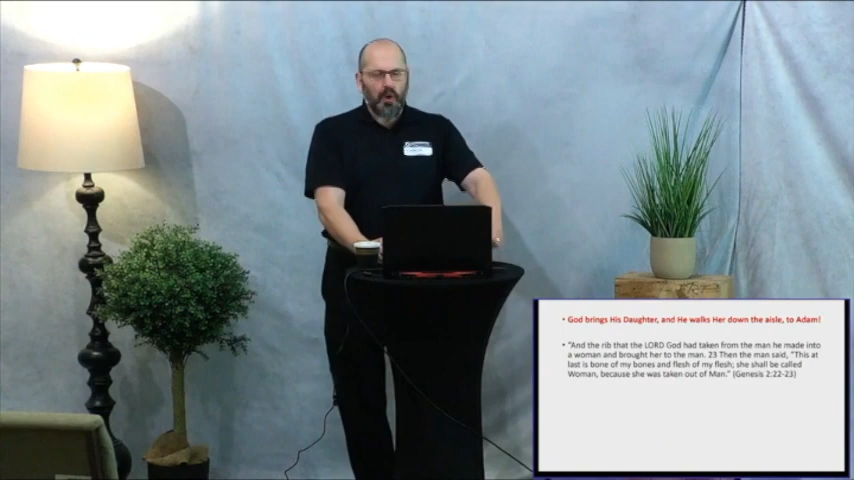 • God brings His Daughter, and He walks Her down the aisle, to Adam!
• "And the rib that the LORD God had taken from the man he made into
a woman and brought her to the man. 23 Then the man said, "This at
last is bone of my bones and flesh of my flesh; she shall be called
Woman, because she was taken out of Man." (Genesis 2:22-23)